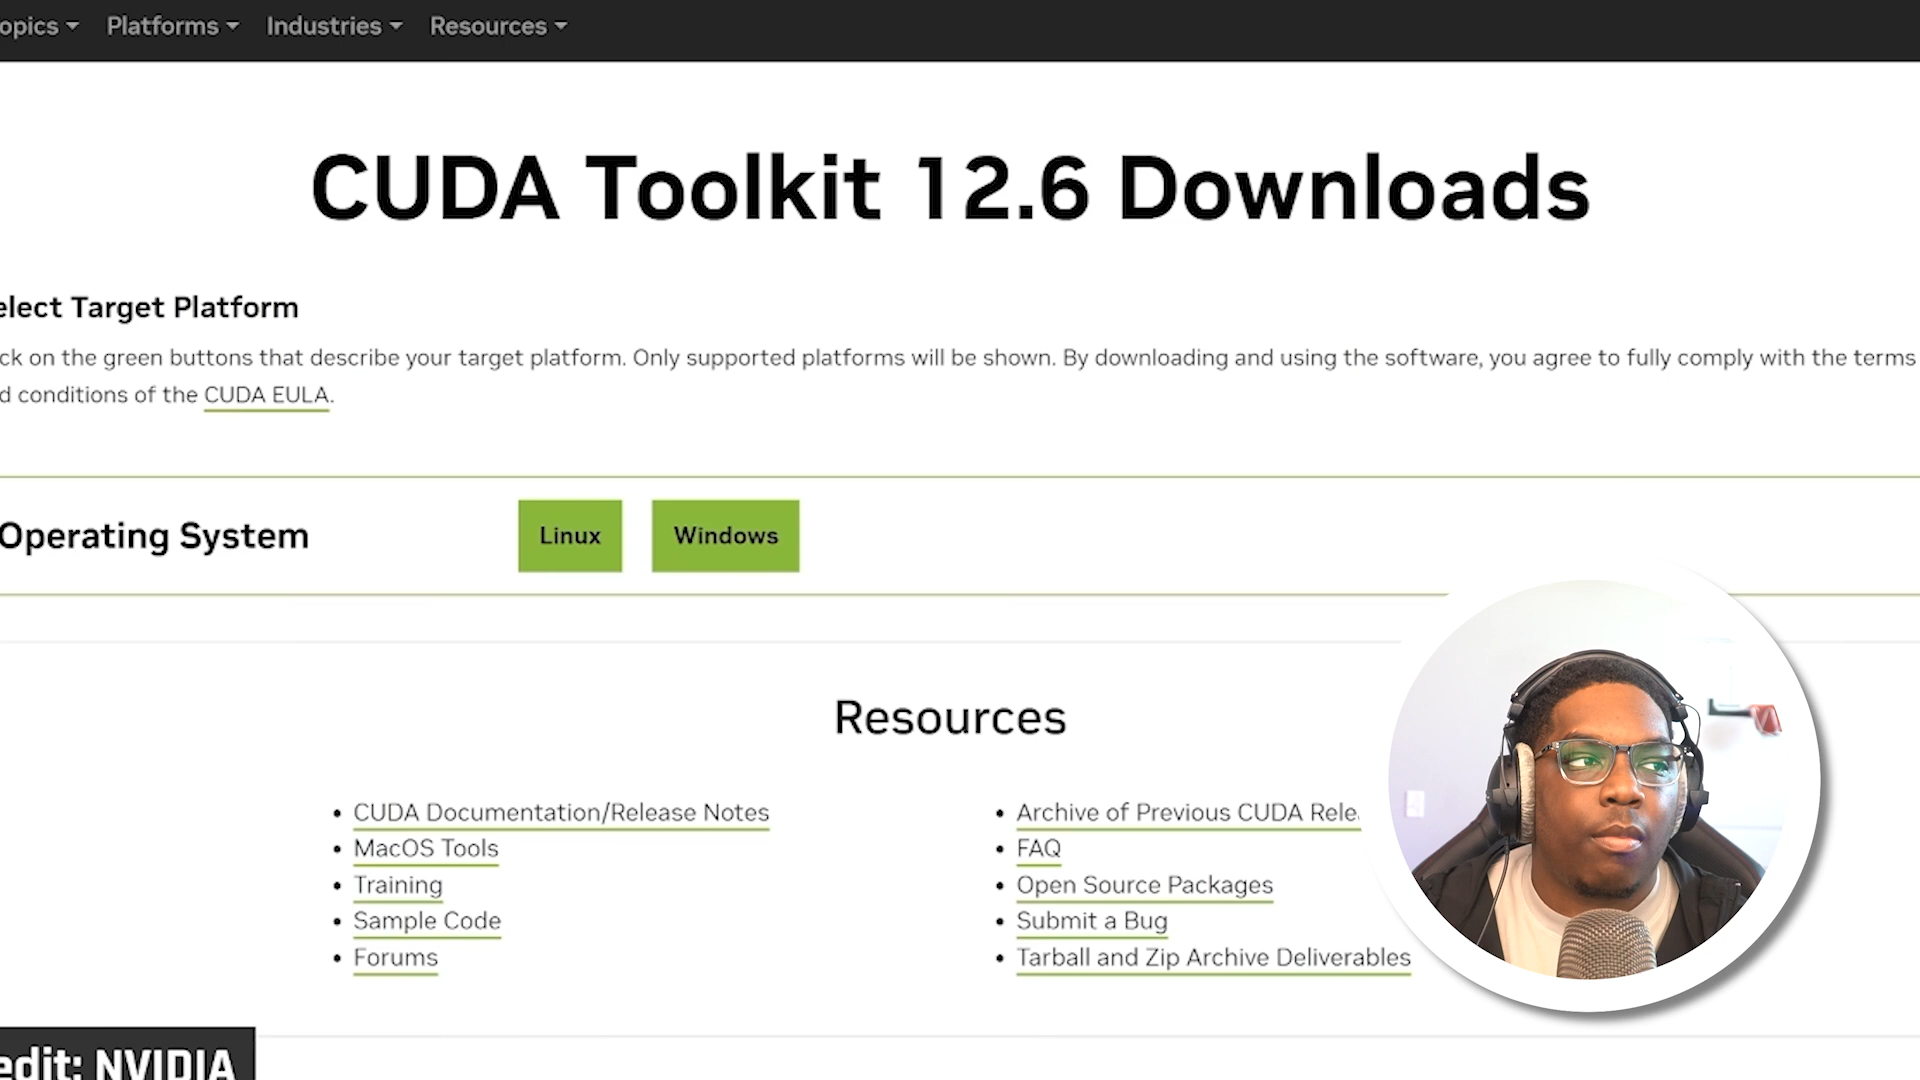 opics Platforms Industries Resources
CUDA Toolkit 12.6 Downloads
elect Target Platform
ck on the green buttons that describe your target platform. Only supported platforms will be shown. By downloading and using the software, you agree to fully comply with the terms
d conditions of the CUDA EULA.
Operating System Linux Windows
Resources
• CUDA Documentation/Release Notes
• MacOS Tools
• Training
• Sample Code
• Forums
• Archive of Previous CUDA Rele
• FAQ
• Open Source Packages
• Submit a Bug
• Tarball and Zip Archive Deliverables
edit: NVIDIA